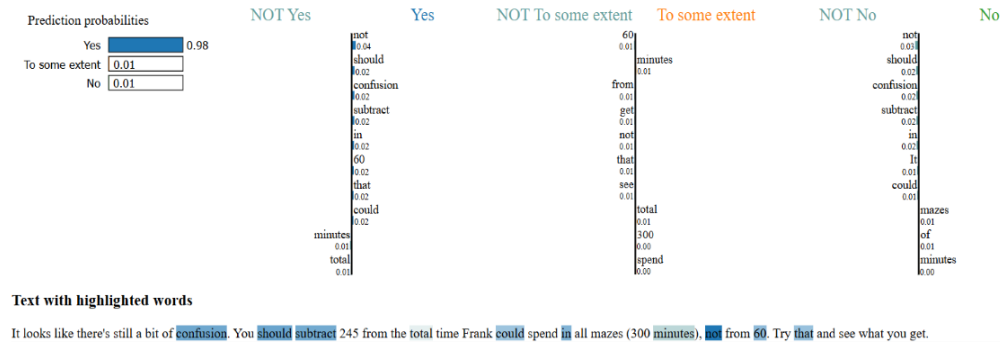 NOT Yes Yes NOT To some extent To some extent NOT No No
Prediction probabilities
Yes 0.98
To some extent 0.01
No 0.01
not
0.04
should
0.02
confusion
0.02
subtract
0.02
in
0.02
60
0.02
that
0.02
could
0.02
minutes
0.01
total
0.01
60
0.01
minutes
0.01
from
0.01
get
0.01
not
0.01
that
0.01
see
0.01
total
0.01
300
0.00
spend
0.00
not
0.03
should
0.02
confusion
0.02
subtract
0.02
in
0.02
It
0.01
could
0.01
mazes
0.01
of
0.01
minutes
0.00
Text with highlighted words
It looks like there's still a bit of confusion. You should subtract 245 from the total time Frank could spend in all mazes (300 minutes), not from 60. Try that and see what you get.